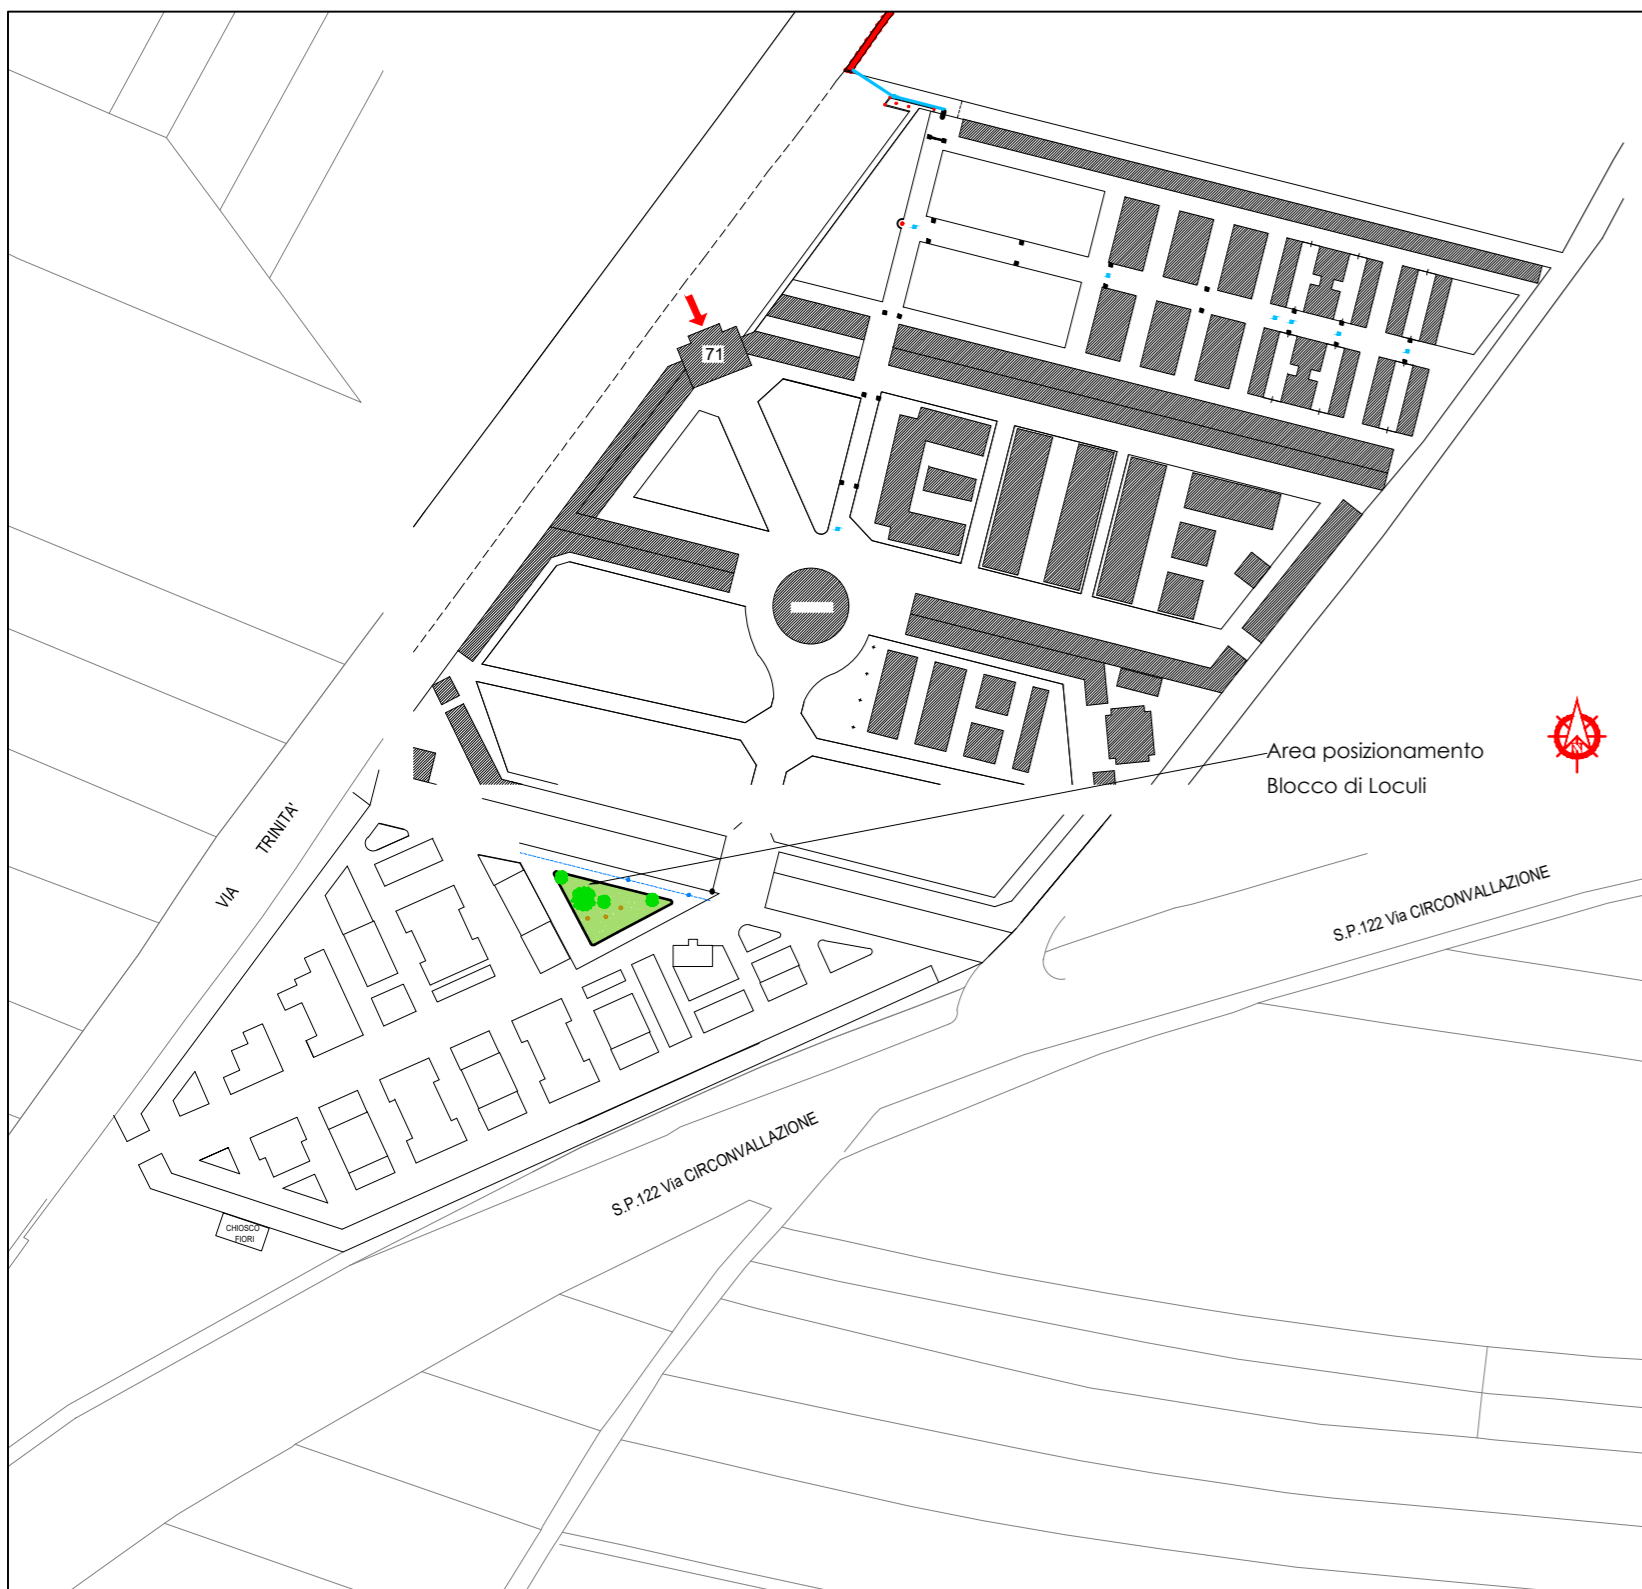 71
Area posizionamento
Blocco di Loculi
N
VIA TRINITA'
S.P.122 Via CIRCONVALLAZIONE
S.P.122 Via CIRCONVALLAZIONE
CHIOSCO
FIORI